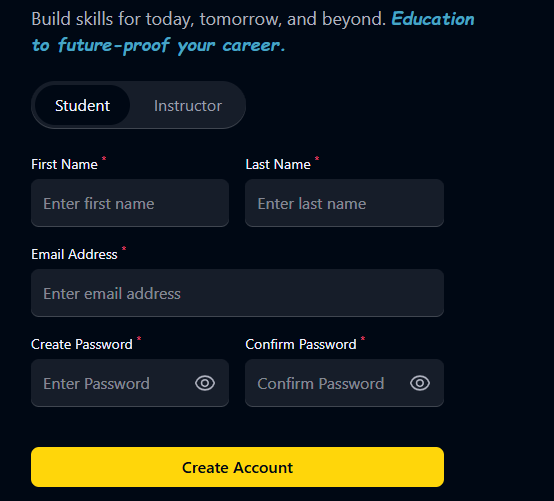 Build skills for today, tomorrow, and beyond. Education
to future-proof your career.
Student Instructor
First Name * Last Name *
Enter first name Enter last name
Email Address *
Enter email address
Create Password * Confirm Password *
Enter Password Confirm Password
Create Account